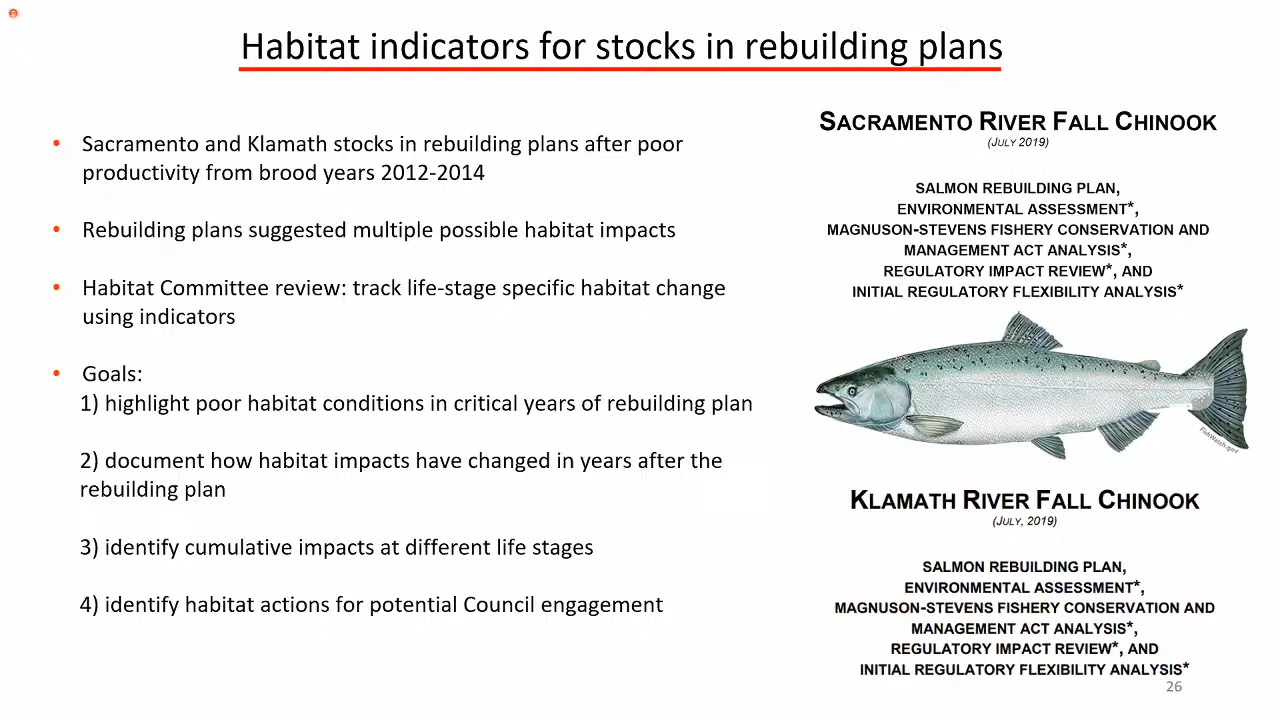 Habitat indicators for stocks in rebuilding plans
• Sacramento and Klamath stocks in rebuilding plans after poor
productivity from brood years 2012-2014
• Rebuilding plans suggested multiple possible habitat impacts
• Habitat Committee review: track life-stage specific habitat change
using indicators
• Goals:
1) highlight poor habitat conditions in critical years of rebuilding plan
2) document how habitat impacts have changed in years after the
rebuilding plan
3) identify cumulative impacts at different life stages
4) identify habitat actions for potential Council engagement
SACRAMENTO RIVER FALL CHINOOK
(JULY 2019)
SALMON REBUILDING PLAN,
ENVIRONMENTAL ASSESSMENT*,
MAGNUSON-STEVENS FISHERY CONSERVATION AND
MANAGEMENT ACT ANALYSIS*,
REGULATORY IMPACT REVIEW*, AND
INITIAL REGULATORY FLEXIBILITY ANALYSIS*
FishWatch.gov
KLAMATH RIVER FALL CHINOOK
(JULY, 2019)
SALMON REBUILDING PLAN,
ENVIRONMENTAL ASSESSMENT*,
MAGNUSON-STEVENS FISHERY CONSERVATION AND
MANAGEMENT ACT ANALYSIS*,
REGULATORY IMPACT REVIEW*, AND
INITIAL REGULATORY FLEXIBILITY ANALYSIS*
26